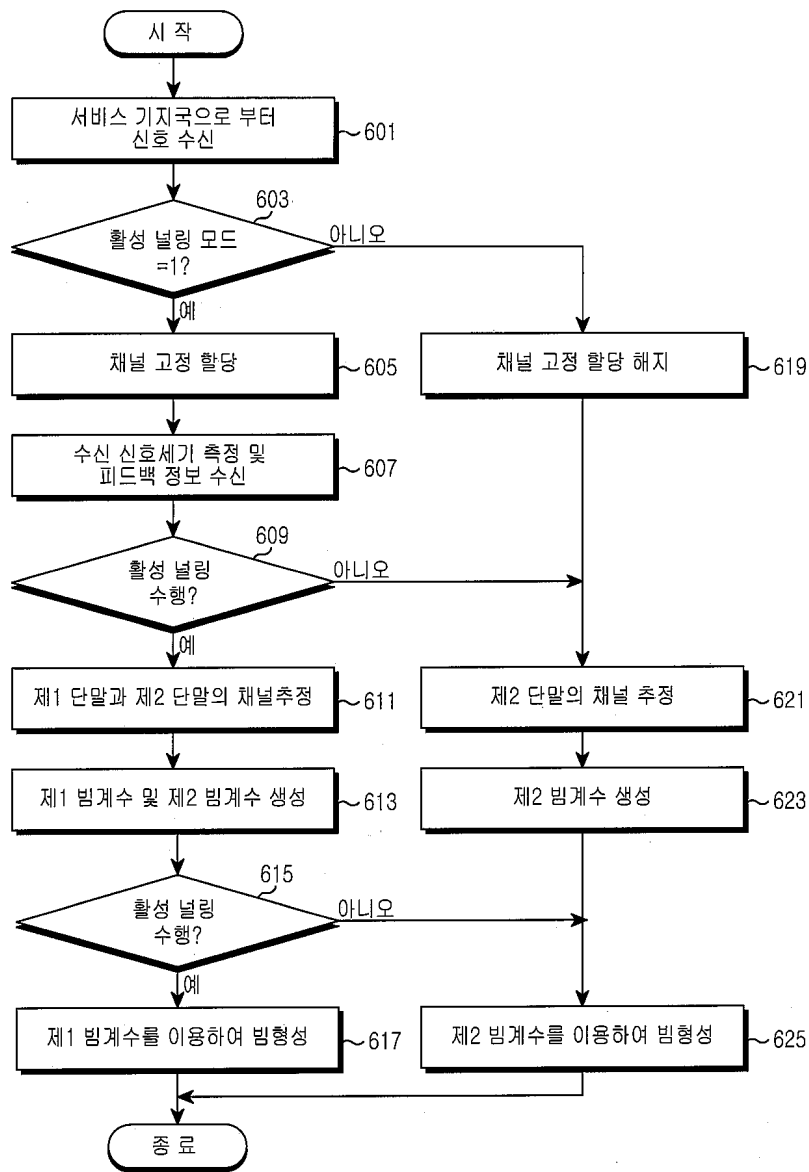 시 작
서비스 기지국으로 부터
신호 수신
601
603
활성 널링 모드
=1?
아니오
예
채널 고정 할당
605
채널 고정 할당 해지
619
수신 신호세기 측정 및
피드백 정보 수신
607
609
활성 널링
수행?
아니오
예
제1 단말과 제2 단말의 채널추정
611
제2 단말의 채널 추정
621
제1 빔계수 및 제2 빔계수 생성
613
제2 빔계수 생성
623
615
활성 널링
수행?
아니오
예
제1 빔계수를 이용하여 빔형성
617
제2 빔계수를 이용하여 빔형성
625
종 료